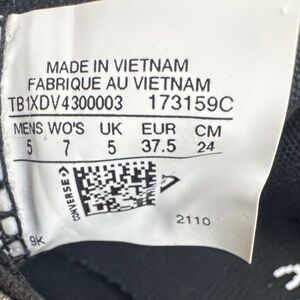 MADE IN VIETNAM
FABRIQUE AU VIETNAM
TB1XDV4300003 173159C
MENS WO'S UK EUR CM
5 7 5 37.5 24
CONVERSE
2110
9K